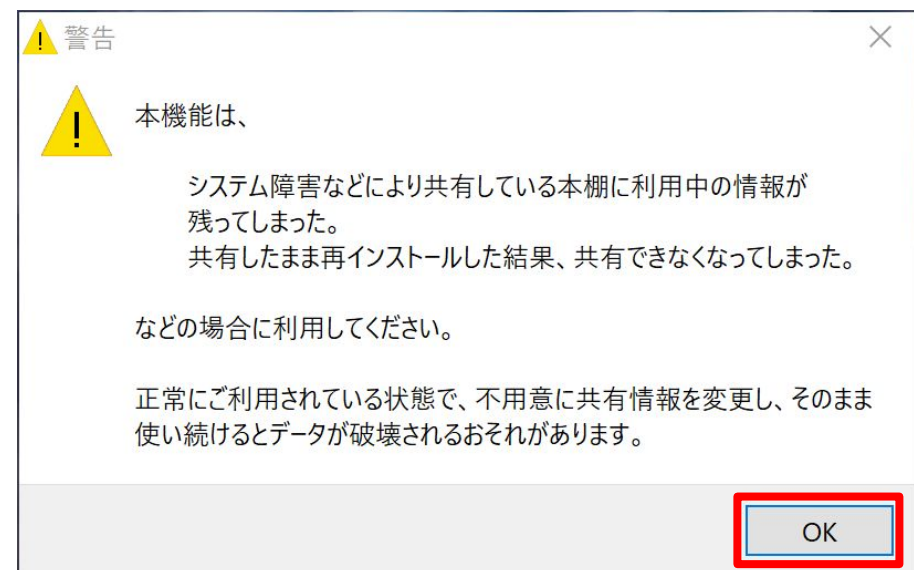 警告
本機能は、
システム障害などにより共有している本棚に利用中の情報が
残ってしまった。
共有したまま再インストールした結果、共有できなくなってしまった。
などの場合に利用してください。
正常にご利用されている状態で、不用意に共有情報を変更し、そのまま
使い続けるとデータが破壊されるおそれがあります。
OK